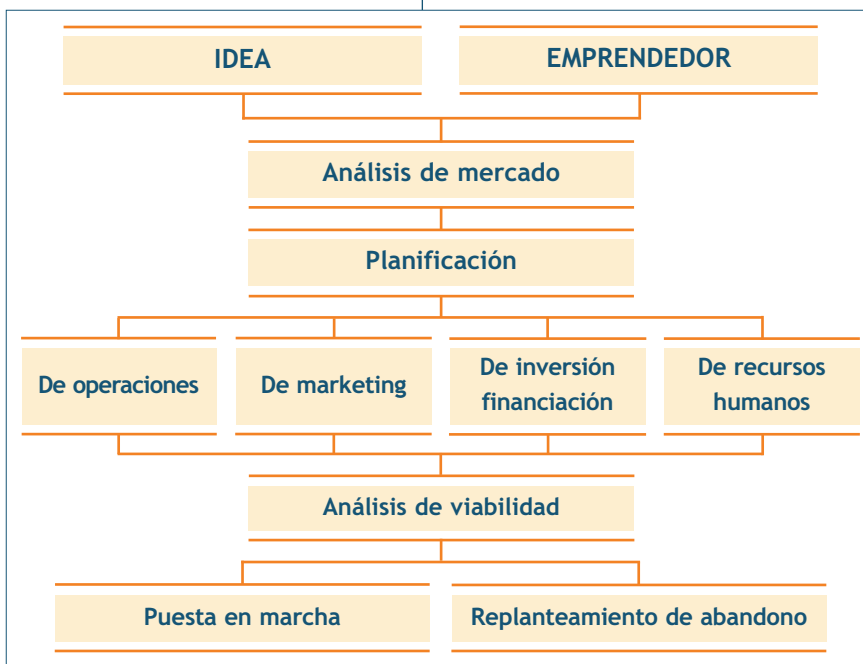 IDEA
EMPRENDEDOR
Análisis de mercado
Planificación
De operaciones
De marketing
De inversión
financiación
De recursos
humanos
Análisis de viabilidad
Puesta en marcha
Replanteamiento de abandono